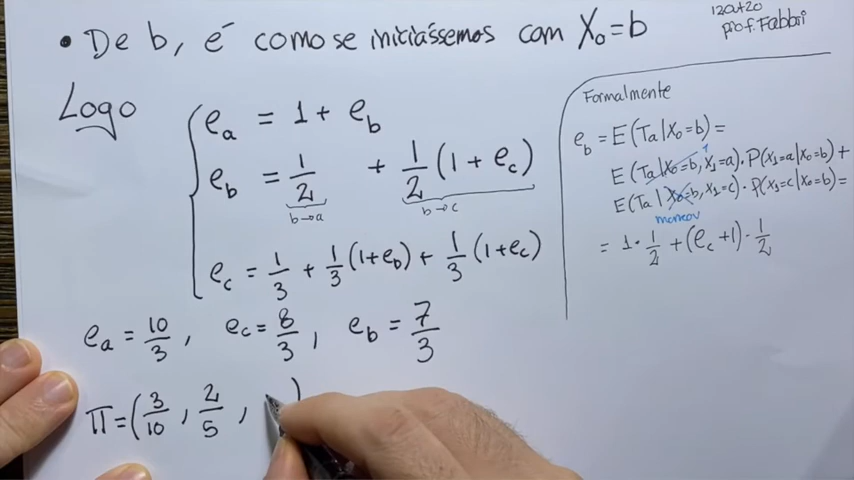 • De b, é como se iniciássemos com X₀=b
120420
prof. Fabbri
Logo
eₐ = 1 + e_b
e_b = 1/2 + 1/2 (1 + e_c)
b→a b→c
e_c = 1/3 + 1/3 (1+e_b) + 1/3 (1+e_c)
eₐ = 10/3 , e_c = 8/3 , e_b = 7/3
π = (3/10 , 2/5 , )
Formalmente
e_b = E(Ta|X₀=b) =
1
E(Ta|X₀=b, X₁=a) · P(X₁=a|X₀=b) +
E(Ta|X₀=b, X₁=c) · P(X₁=c|X₀=b) =
markov
= 1 · 1/2 + (e_c + 1) · 1/2